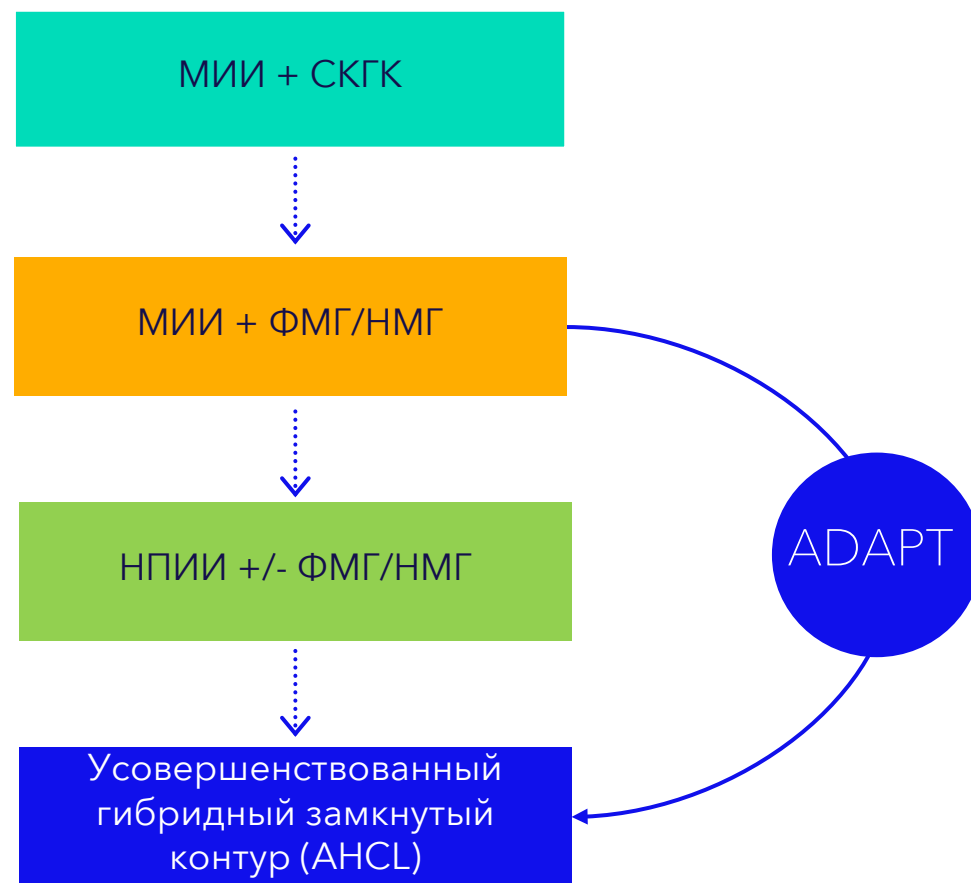 МИИ + СКГК
МИИ + ФМГ/НМГ
НПИИ +/- ФМГ/НМГ
ADAPT
Усовершенствованный
гибридный замкнутый
контур (AHCL)